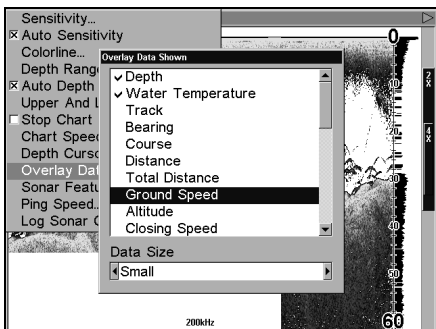 Sensitivity...
Auto Sensitivity
Colorline...
Depth Rang
Auto Depth
Upper And L
Stop Chart
Chart Speed
Depth Curso
Overlay Dat
Sonar Featu
Ping Speed..
Log Sonar C
Overlay Data Shown
Depth
Water Temperature
Track
Bearing
Course
Distance
Total Distance
Ground Speed
Altitude
Closing Speed
Data Size
Small
200kHz
0
10
30
50
60
2x
4x